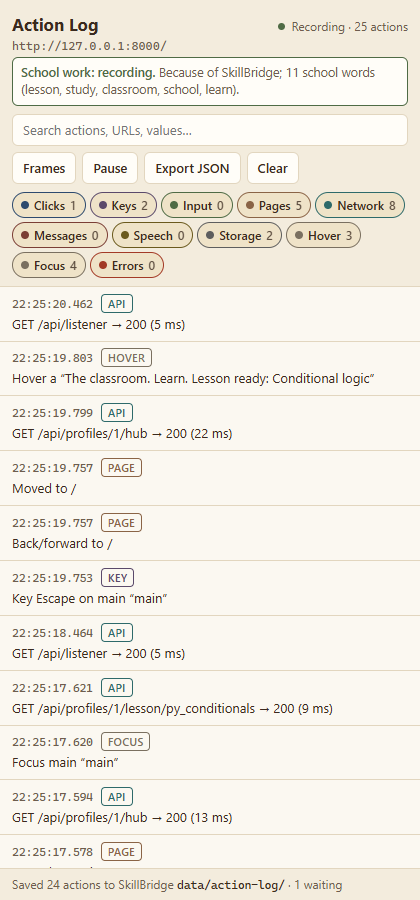 Action Log
Recording · 25 actions
http://127.0.0.1:8000/
School work: recording. Because of SkillBridge; 11 school words
(lesson, study, classroom, school, learn).
Search actions, URLs, values...
Frames Pause Export JSON Clear
Clicks 1 Keys 2 Input 0 Pages 5 Network 8
Messages 0 Speech 0 Storage 2 Hover 3
Focus 4 Errors 0
22:25:20.462 API
GET /api/listener → 200 (5 ms)
22:25:19.803 HOVER
Hover a “The classroom. Learn. Lesson ready: Conditional logic”
22:25:19.799 API
GET /api/profiles/1/hub → 200 (22 ms)
22:25:19.757 PAGE
Moved to /
22:25:19.757 PAGE
Back/forward to /
22:25:19.753 KEY
Key Escape on main “main”
22:25:18.464 API
GET /api/listener → 200 (5 ms)
22:25:17.621 API
GET /api/profiles/1/lesson/py_conditionals → 200 (9 ms)
22:25:17.620 FOCUS
Focus main “main”
22:25:17.594 API
GET /api/profiles/1/hub → 200 (13 ms)
22:25:17.578 PAGE
Saved 24 actions to SkillBridge data/action-log/ · 1 waiting